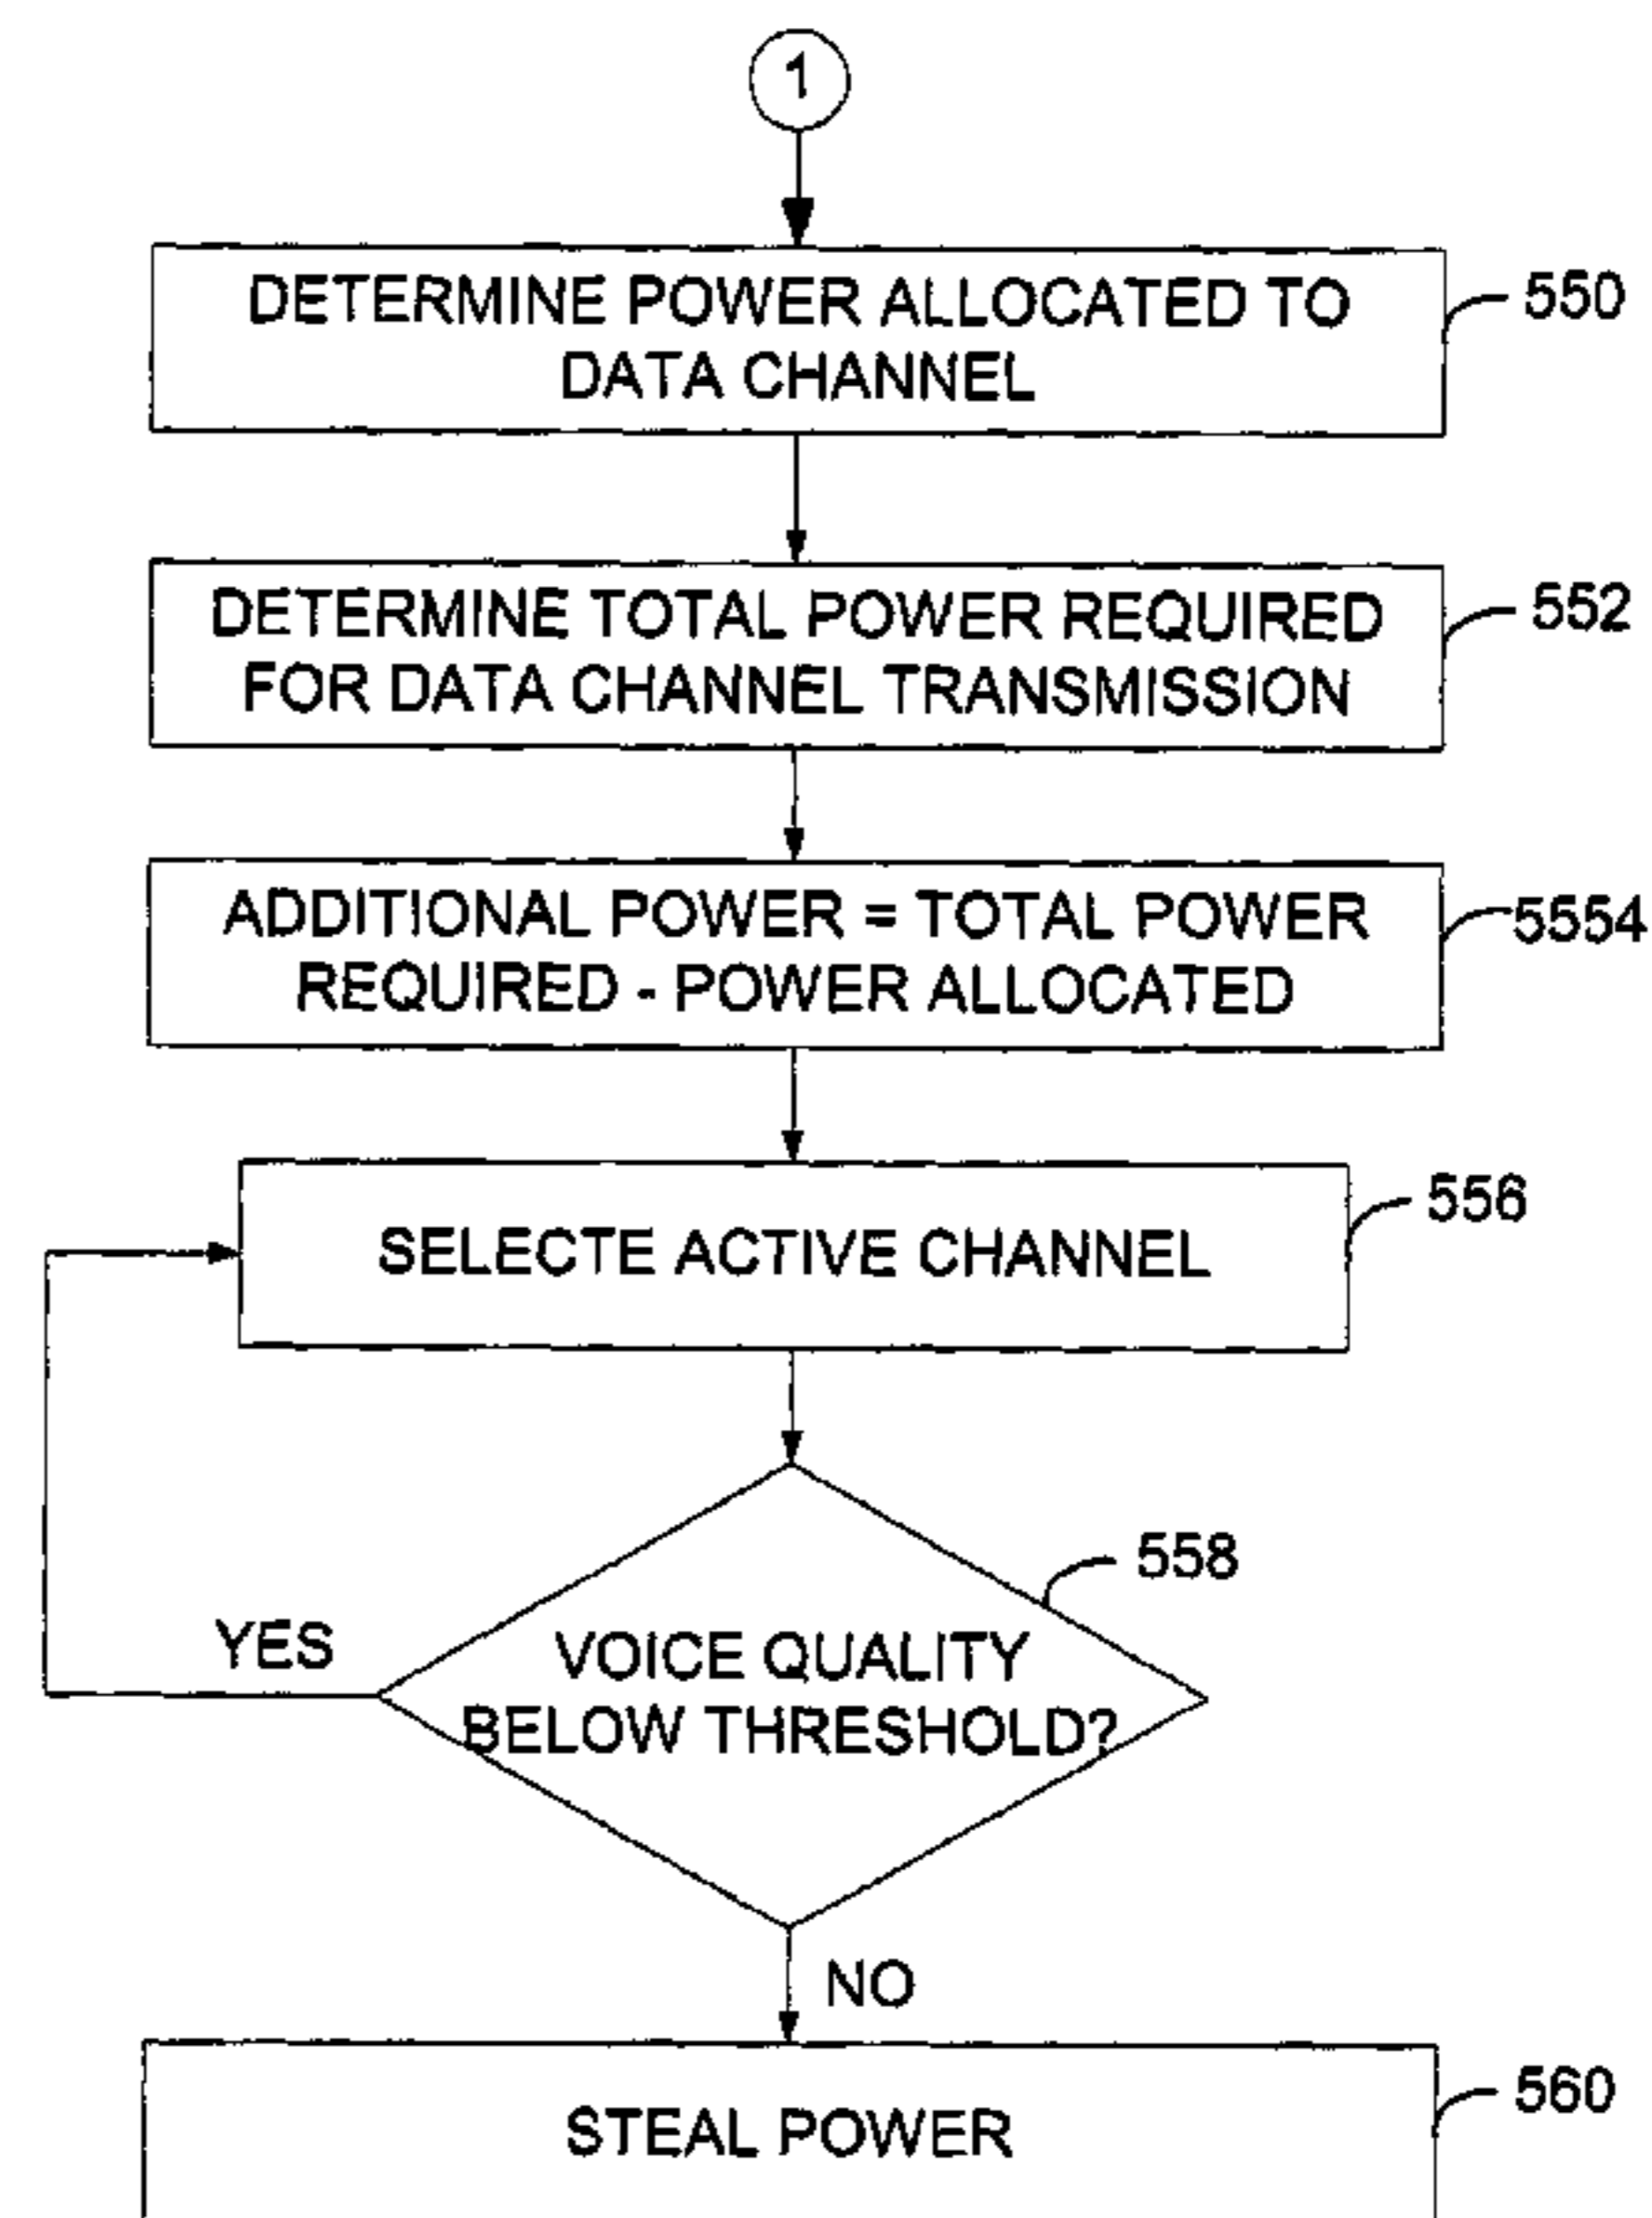 1
DETERMINE POWER ALLOCATED TO
DATA CHANNEL
550
DETERMINE TOTAL POWER REQUIRED
FOR DATA CHANNEL TRANSMISSION
552
ADDITIONAL POWER = TOTAL POWER
REQUIRED - POWER ALLOCATED
5554
SELECTE ACTIVE CHANNEL
556
558
YES
VOICE QUALITY
BELOW THRESHOLD?
NO
STEAL POWER
560